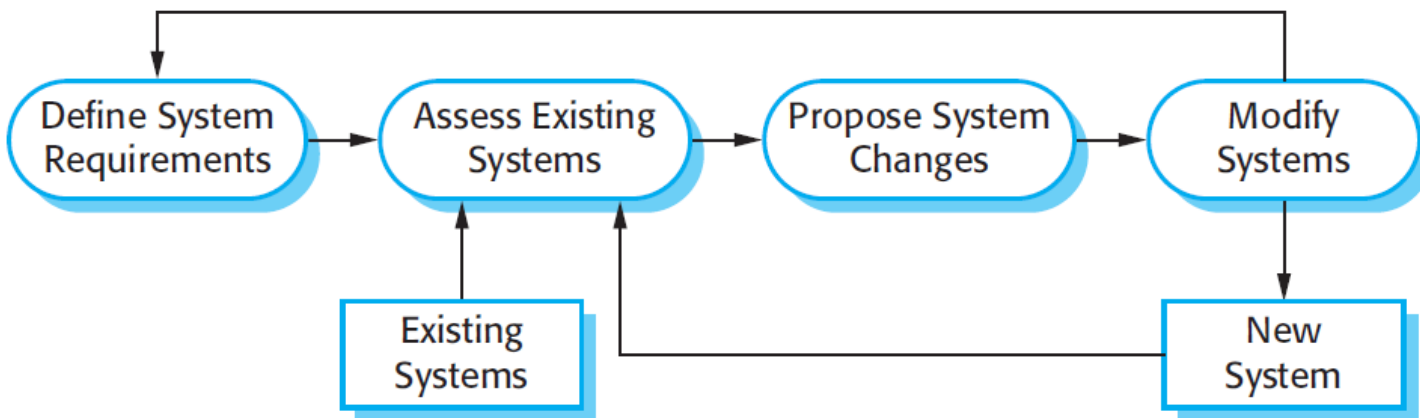 Define System
Requirements
Assess Existing
Systems
Propose System
Changes
Modify
Systems
Existing
Systems
New
System